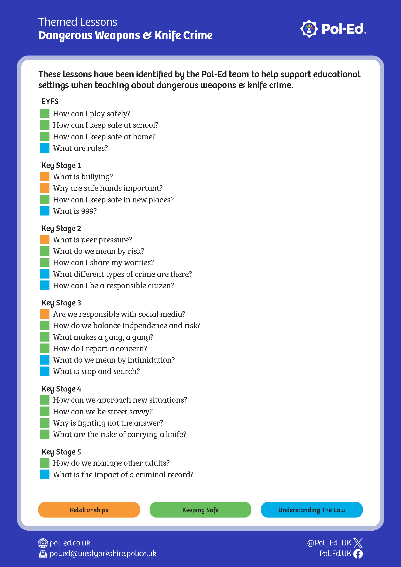 Themed Lessons
Dangerous Weapons & Knife Crime
Pol-Ed.
These lessons have been identified by the Pol-Ed team to help support educational
settings when teaching about dangerous weapons & knife crime.
EYFS
How can I play safely?
How can I keep safe at school?
How can I keep safe at home?
What are rules?
Key Stage 1
What is bullying?
Why are safe hands important?
How can I keep safe in new places?
What is 999?
Key Stage 2
What is peer pressure?
What do we mean by risk?
How can I share my worries?
What different types of crime are there?
How can I be a responsible citizen?
Key Stage 3
Are we responsible with social media?
How do we balance independence and risk?
What makes a gang, a gang?
How do I report a concern?
What do we mean by intimidation?
What is stop and search?
Key Stage 4
How can we approach new situations?
How can we be street savvy?
Why is fighting not the answer?
What are the risks of carrying a knife?
Key Stage 5
How do we manage other adults?
What is the impact of a criminal record?
Relationships
Keeping Safe
Understanding The Law
pol-ed.co.uk
pol.ed@westyorkshire.police.uk
@Pol_Ed_UK
Pol.Ed.UK